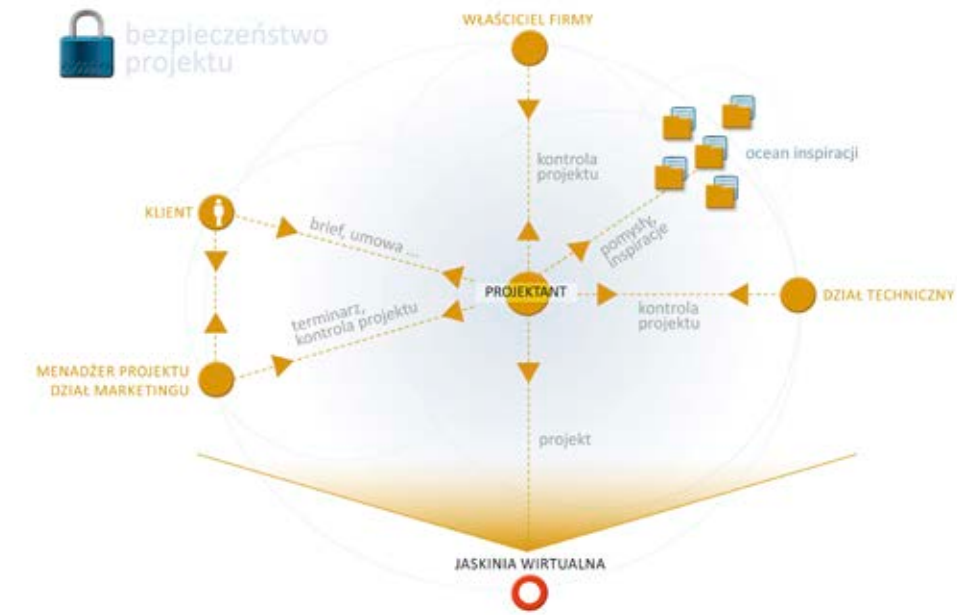 WŁAŚCICIEL FIRMY
bezpieczeństwo
projektu
ocean inspiracji
kontrola
projektu
KLIENT
brief, umowa ...
pomysły,
inspiracje
PROJEKTANT
DZIAŁ TECHNICZNY
kontrola
projektu
terminarz,
kontrola projektu
MENADŻER PROJEKTU
DZIAŁ MARKETINGU
projekt
JASKINIA WIRTUALNA